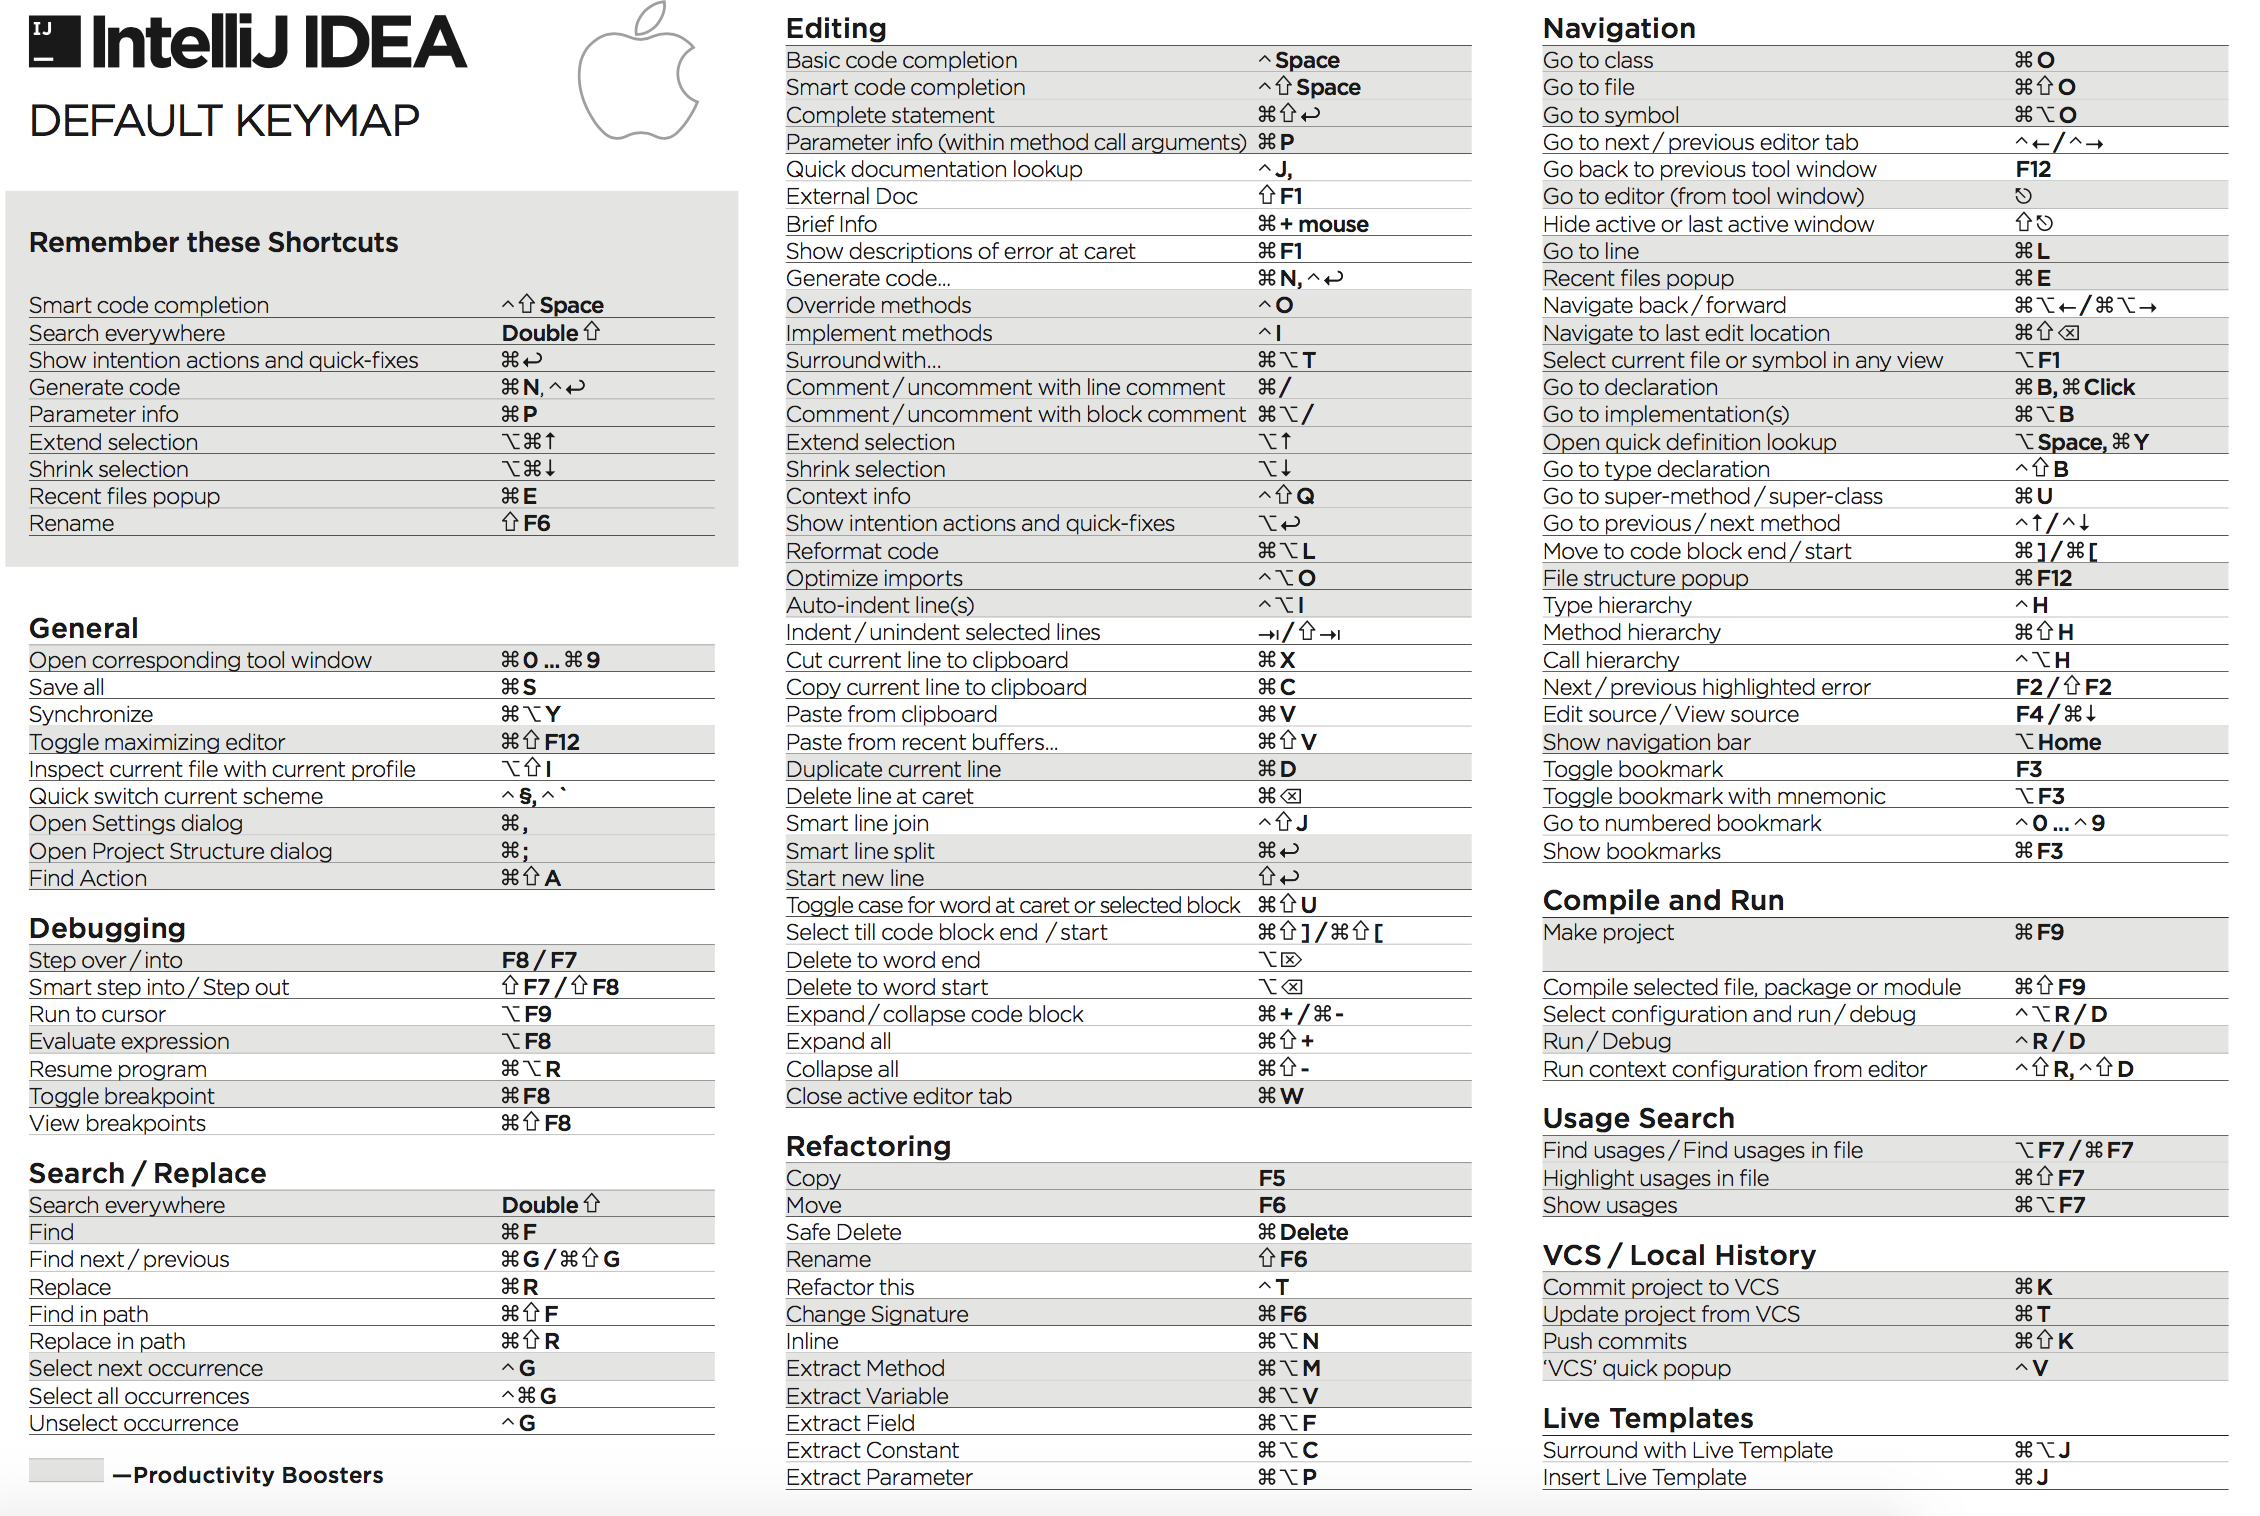 IJ IntelliJ IDEA
DEFAULT KEYMAP
Remember these Shortcuts
Smart code completion ^⇧Space
Search everywhere Double⇧
Show intention actions and quick-fixes ⌘↩
Generate code ⌘N, ^↩
Parameter info ⌘P
Extend selection ⌥⌘↑
Shrink selection ⌥⌘↓
Recent files popup ⌘E
Rename ⇧F6
General
Open corresponding tool window ⌘0...⌘9
Save all ⌘S
Synchronize ⌘⌥Y
Toggle maximizing editor ⌘⇧F12
Inspect current file with current profile ⌥⇧I
Quick switch current scheme ^§, ^`
Open Settings dialog ⌘,
Open Project Structure dialog ⌘;
Find Action ⌘⇧A
Debugging
Step over / into F8 / F7
Smart step into / Step out ⇧F7 / ⇧F8
Run to cursor ⌥F9
Evaluate expression ⌥F8
Resume program ⌘⌥R
Toggle breakpoint ⌘F8
View breakpoints ⌘⇧F8
Search / Replace
Search everywhere Double⇧
Find ⌘F
Find next / previous ⌘G / ⌘⇧G
Replace ⌘R
Find in path ⌘⇧F
Replace in path ⌘⇧R
Select next occurrence ^G
Select all occurrences ^⌘G
Unselect occurrence ^G
—Productivity Boosters
Editing
Basic code completion ^Space
Smart code completion ^⇧Space
Complete statement ⌘⇧↩
Parameter info (within method call arguments) ⌘P
Quick documentation lookup ^J,
External Doc ⇧F1
Brief Info ⌘+ mouse
Show descriptions of error at caret ⌘F1
Generate code... ⌘N, ^↩
Override methods ^O
Implement methods ^I
Surround with... ⌘⌥T
Comment / uncomment with line comment ⌘/
Comment / uncomment with block comment ⌘⌥/
Extend selection ⌥↑
Shrink selection ⌥↓
Context info ^⇧Q
Show intention actions and quick-fixes ⌥↩
Reformat code ⌘⌥L
Optimize imports ^⌥O
Auto-indent line(s) ^⌥I
Indent / unindent selected lines ⇥ / ⇧⇥
Cut current line to clipboard ⌘X
Copy current line to clipboard ⌘C
Paste from clipboard ⌘V
Paste from recent buffers... ⌘⇧V
Duplicate current line ⌘D
Delete line at caret ⌘⌫
Smart line join ^⇧J
Smart line split ⌘↩
Start new line ⇧↩
Toggle case for word at caret or selected block ⌘⇧U
Select till code block end / start ⌘⇧] / ⌘⇧[
Delete to word end ⌥⌦
Delete to word start ⌥⌫
Expand / collapse code block ⌘+ / ⌘-
Expand all ⌘⇧+
Collapse all ⌘⇧-
Close active editor tab ⌘W
Refactoring
Copy F5
Move F6
Safe Delete ⌘Delete
Rename ⇧F6
Refactor this ^T
Change Signature ⌘F6
Inline ⌘⌥N
Extract Method ⌘⌥M
Extract Variable ⌘⌥V
Extract Field ⌘⌥F
Extract Constant ⌘⌥C
Extract Parameter ⌘⌥P
Navigation
Go to class ⌘O
Go to file ⌘⇧O
Go to symbol ⌘⌥O
Go to next / previous editor tab ^← / ^→
Go back to previous tool window F12
Go to editor (from tool window) ⎋
Hide active or last active window ⇧⎋
Go to line ⌘L
Recent files popup ⌘E
Navigate back / forward ⌘⌥← / ⌘⌥→
Navigate to last edit location ⌘⇧⌫
Select current file or symbol in any view ⌥F1
Go to declaration ⌘B, ⌘Click
Go to implementation(s) ⌘⌥B
Open quick definition lookup ⌥Space, ⌘Y
Go to type declaration ^⇧B
Go to super-method / super-class ⌘U
Go to previous / next method ^↑ / ^↓
Move to code block end / start ⌘] / ⌘[
File structure popup ⌘F12
Type hierarchy ^H
Method hierarchy ⌘⇧H
Call hierarchy ^⌥H
Next / previous highlighted error F2 / ⇧F2
Edit source / View source F4 / ⌘↓
Show navigation bar ⌥Home
Toggle bookmark F3
Toggle bookmark with mnemonic ⌥F3
Go to numbered bookmark ^0...^9
Show bookmarks ⌘F3
Compile and Run
Make project ⌘F9
Compile selected file, package or module ⌘⇧F9
Select configuration and run / debug ^⌥R / D
Run / Debug ^R / D
Run context configuration from editor ^⇧R, ^⇧D
Usage Search
Find usages / Find usages in file ⌥F7 / ⌘F7
Highlight usages in file ⌘⇧F7
Show usages ⌘⌥F7
VCS / Local History
Commit project to VCS ⌘K
Update project from VCS ⌘T
Push commits ⌘⇧K
‘VCS’ quick popup ^V
Live Templates
Surround with Live Template ⌘⌥J
Insert Live Template ⌘J